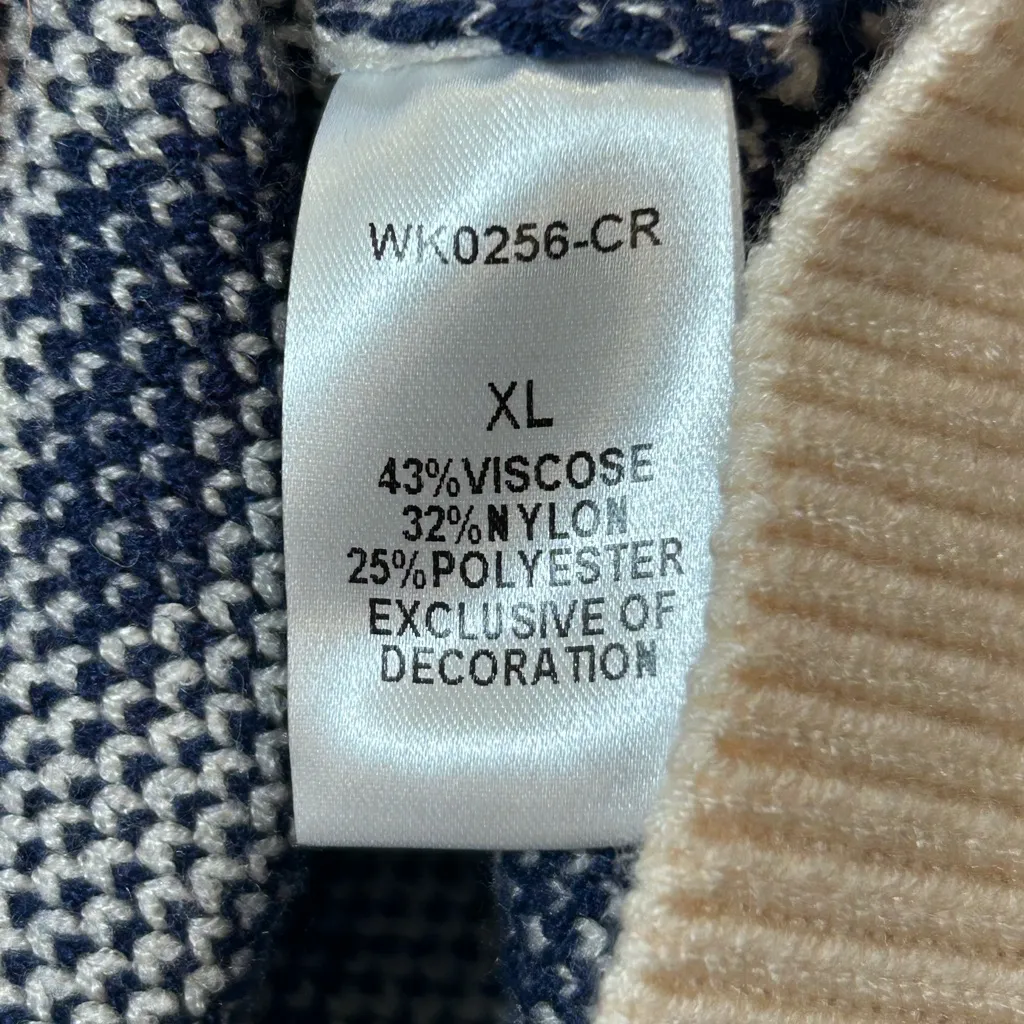 WK0256-CR
XL
43%VISCOSE
32%NYLON
25%POLYESTER
EXCLUSIVE OF
DECORATION